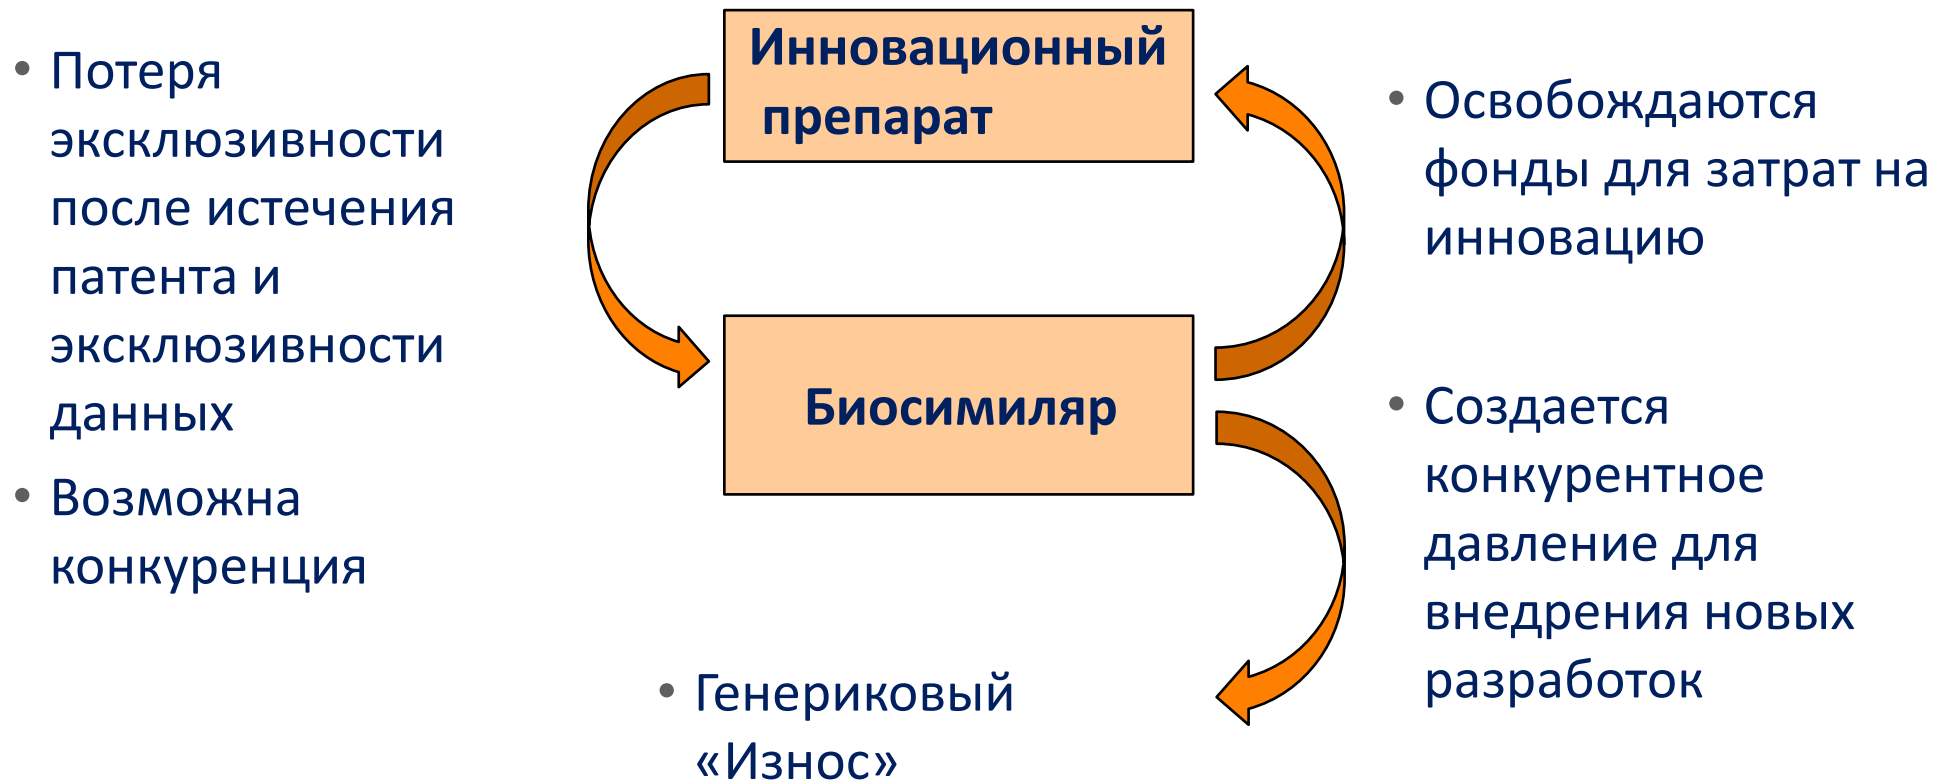 • Потеря
эксклюзивности
после истечения
патента и
эксклюзивности
данных
• Возможна
конкуренция
Инновационный
препарат
Биосимиляр
• Генериковый
«Износ»
• Освобождаются
фонды для затрат на
инновацию
• Создается
конкурентное
давление для
внедрения новых
разработок